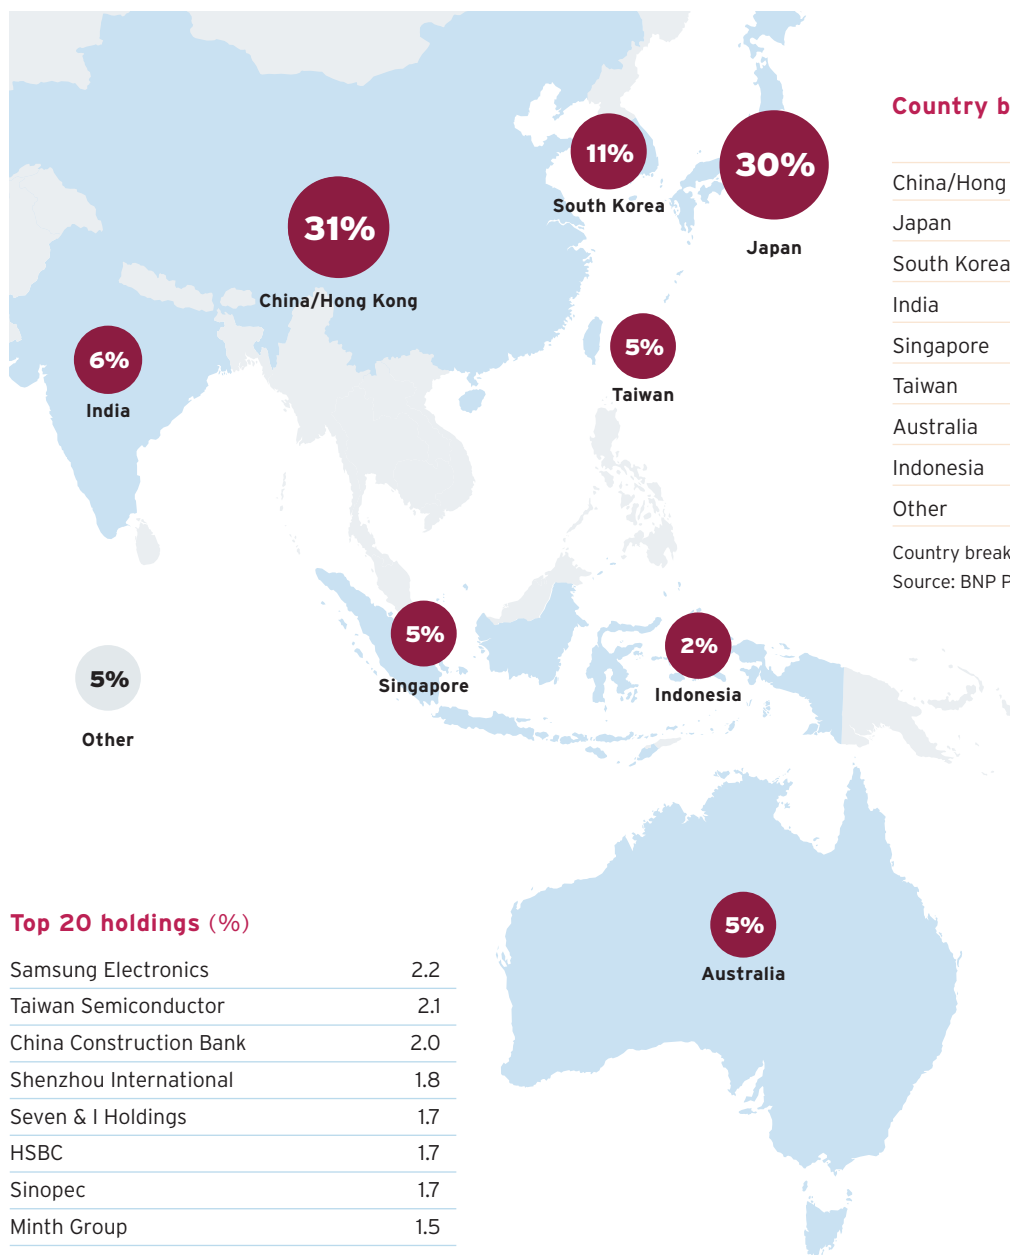 11%
South Korea
30%
Japan
31%
China/Hong Kong
6%
India
5%
Taiwan
5%
Singapore
2%
Indonesia
5%
Other
5%
Australia
Country b
China/Hong
Japan
South Korea
India
Singapore
Taiwan
Australia
Indonesia
Other
Country break
Source: BNP P
Top 20 holdings (%)
Samsung Electronics 2.2
Taiwan Semiconductor 2.1
China Construction Bank 2.0
Shenzhou International 1.8
Seven & I Holdings 1.7
HSBC 1.7
Sinopec 1.7
Minth Group 1.5